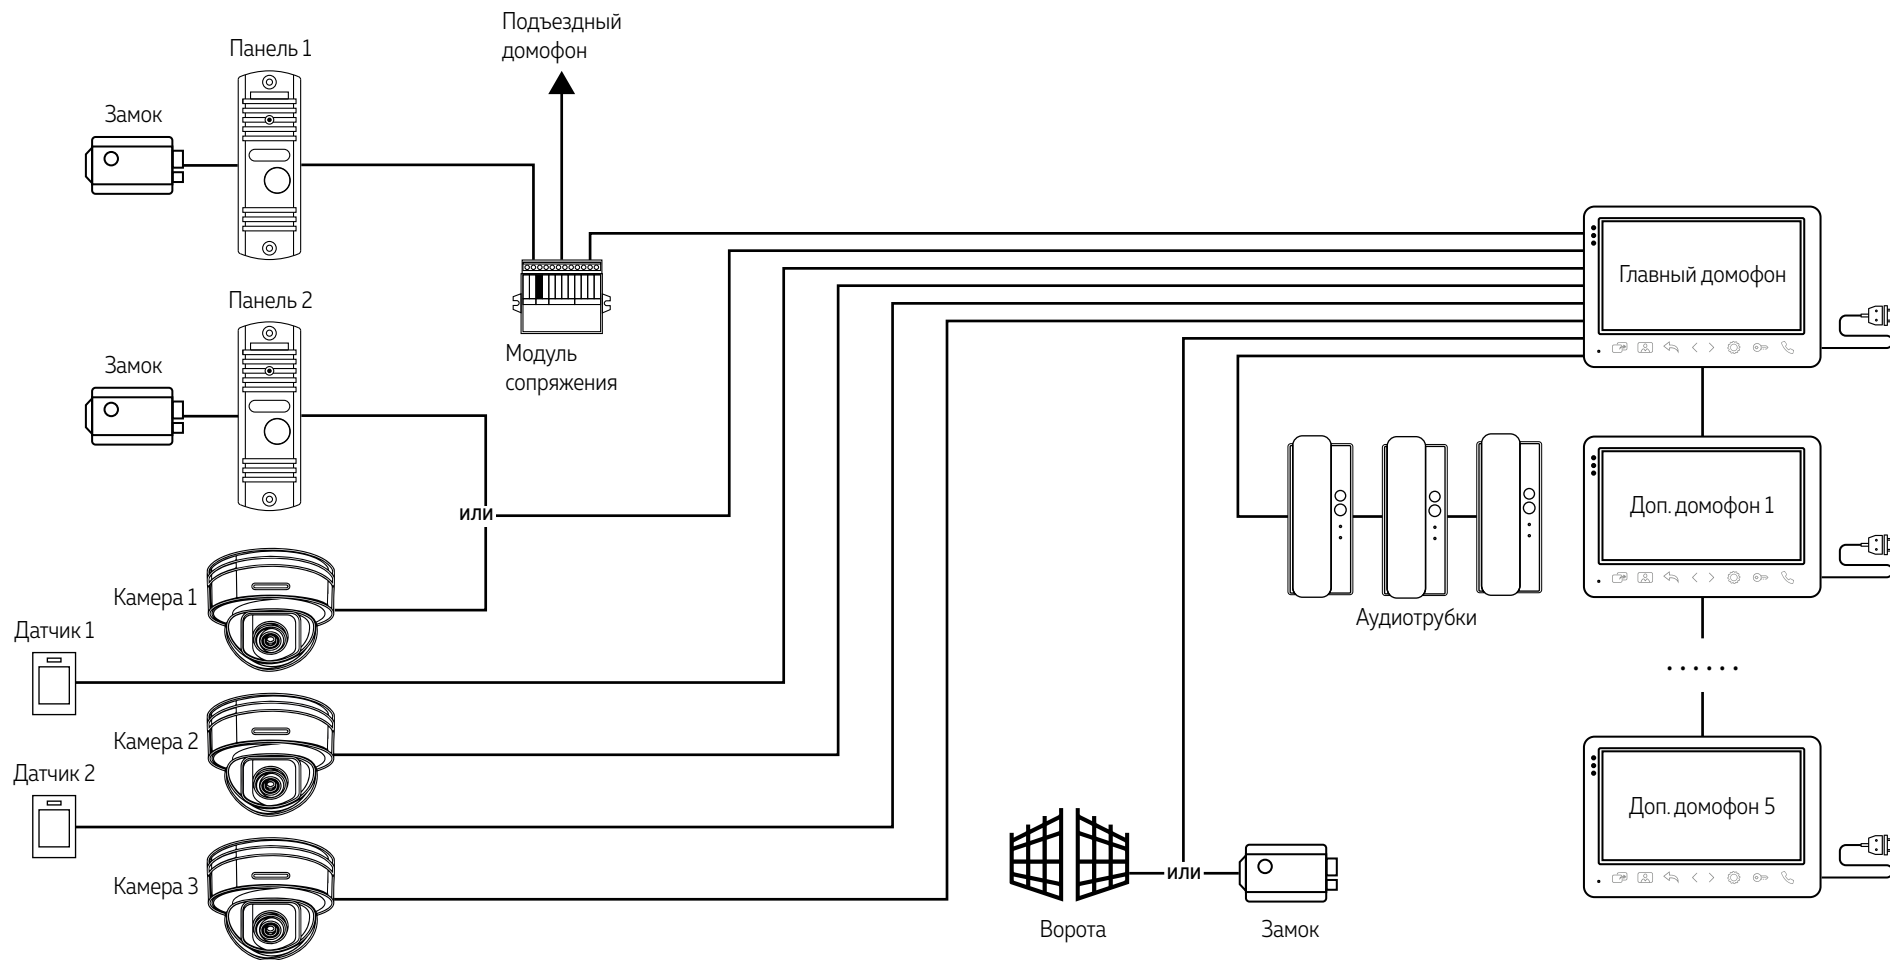 Подъездный
домофон
Панель 1
Замок
Панель 2
Главный домофон
Модуль
сопряжения
Замок
Доп. домофон 1
или
Камера 1
Аудиотрубки
Датчик 1
Камера 2
Датчик 2
Доп. домофон 5
или
Камера 3
Ворота
Замок